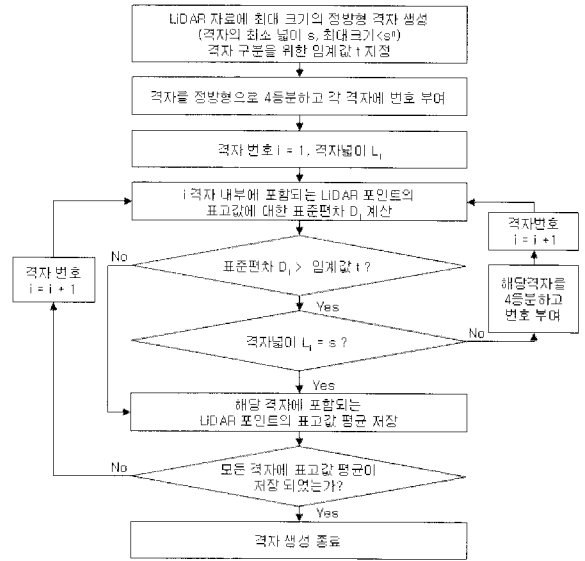 LiDAR 자료에 최대 크기의 정방형 격자 생성
(격자의 최소 넓이 s, 최대크기<sⁿ)
격자 구분을 위한 임계값 t 지정
격자를 정방형으로 4등분하고 각 격자에 번호 부여
격자 번호 i = 1, 격자넓이 Lᵢ
i 격자 내부에 포함되는 LiDAR 포인트의
표고값에 대한 표준편차 Dᵢ 계산
격자번호
i = i +1
격자 번호
i = i + 1
No
표준편차 Dᵢ > 임계값 t ?
해당격자를
4등분하고
번호 부여
Yes
격자넓이 Lᵢ = s ?
No
Yes
해당 격자에 포함되는
LiDAR 포인트의 표고값 평균 저장
No
모든 격자에 표고값 평균이
저장 되었는가?
Yes
격자 생성 종료